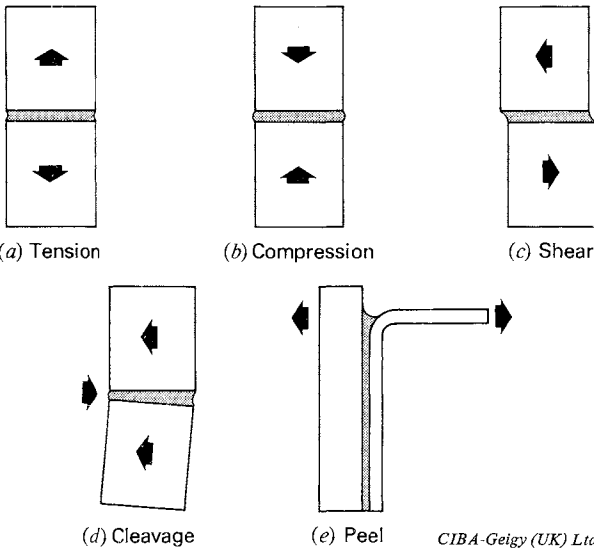 (a) Tension
(b) Compression
(c) Shear
(d) Cleavage
(e) Peel
CIBA-Geigy (UK) Ltd